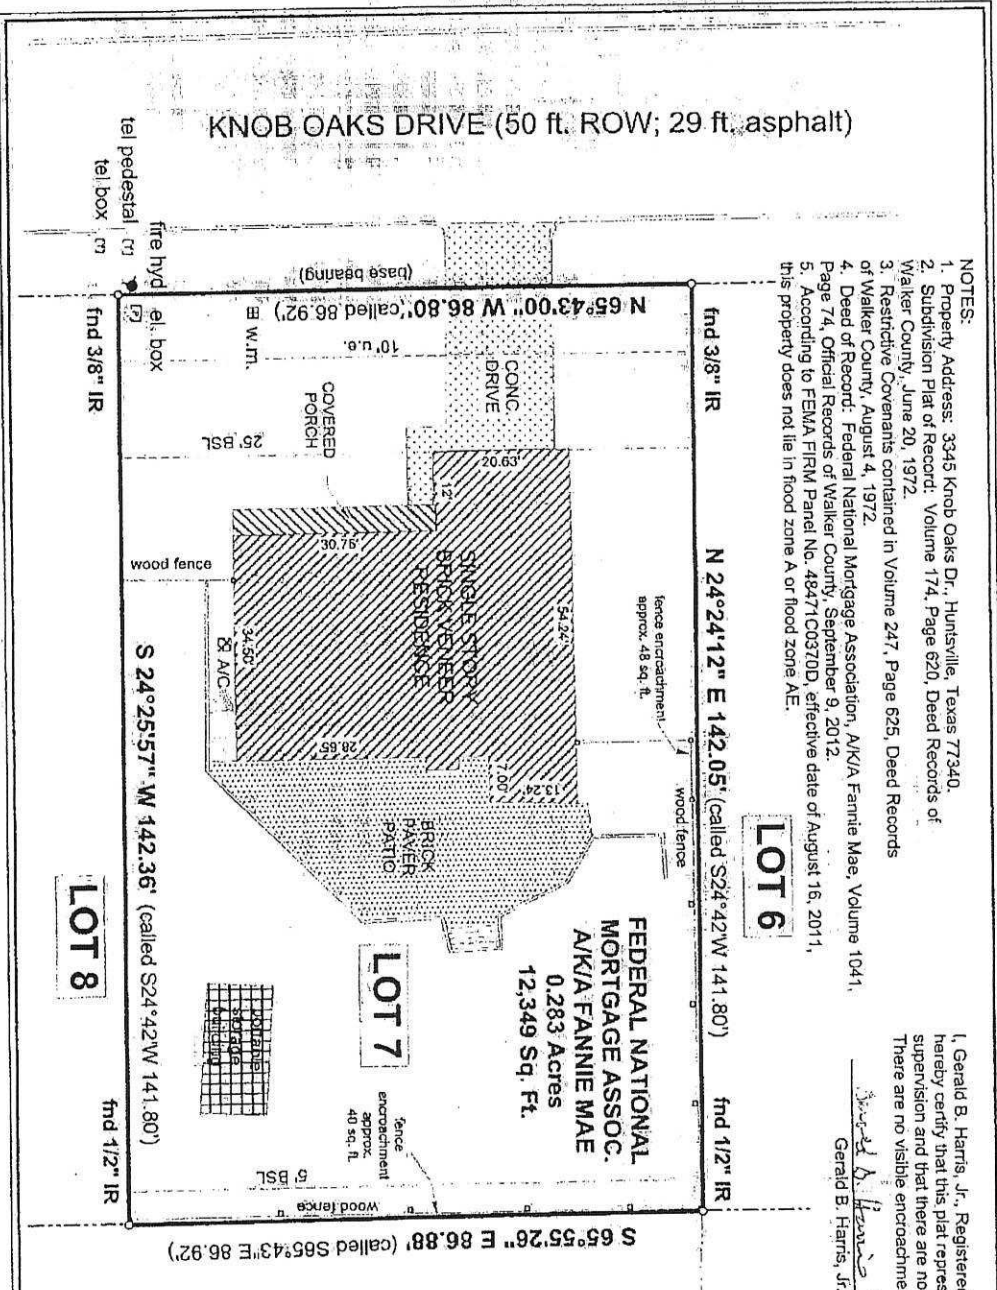 KNOB OAKS DRIVE (50 ft. ROW; 29 ft. asphalt)
NOTES:
1. Property Address: 3345 Knob Oaks Dr., Huntsville, Texas 77340.
2. Subdivision Plat of Record: Volume 174, Page 620, Deed Records of
Walker County, June 20, 1972.
3. Restrictive Covenants contained in Volume 247, Page 625, Deed Records
of Walker County, August 4, 1972.
4. Deed of Record: Federal National Mortgage Association, A/K/A Fannie Mae, Volume 1041,
Page 74, Official Records of Walker County, September 9, 2012.
5. According to FEMA FIRM Panel No. 48471C0370D, effective date of August 16, 2011,
this property does not lie in flood zone A or flood zone AE.
I, Gerald B. Harris, Jr., Registered
hereby certify that this plat repres
supervision and that there are no
There are no visible encroachme
Gerald B. Harris, Jr.
tel pedestal
tel box
fire hyd
el. box
w.m.
(base bearing)
N 65°43'00" W 86.80' (called 86.92')
10' u.e.
25' BSL
fnd 3/8" IR
fnd 3/8" IR
CONC
DRIVE
COVERED
PORCH
20.63'
12'
30.76'
54.24'
34.50'
28.65'
7.00'
13.24'
SINGLE STORY
BRICK VENEER
RESIDENCE
wood fence
A/C
BRICK
PAVER
PATIO
fence encroachment
approx. 48 sq. ft.
wood fence
N 24°24'12" E 142.05' (called S24°42'W 141.80')
LOT 6
S 24°25'57" W 142.36' (called S24°42'W 141.80')
LOT 8
FEDERAL NATIONAL
MORTGAGE ASSOC.
A/K/A FANNIE MAE
0.283 Acres
12,349 Sq. Ft.
LOT 7
portable
storage
building
fence
encroachment
approx.
40 sq. ft.
5' BSL
wood fence
fnd 1/2" IR
fnd 1/2" IR
S 65°55'26" E 86.88' (called S65°43'E 86.92')